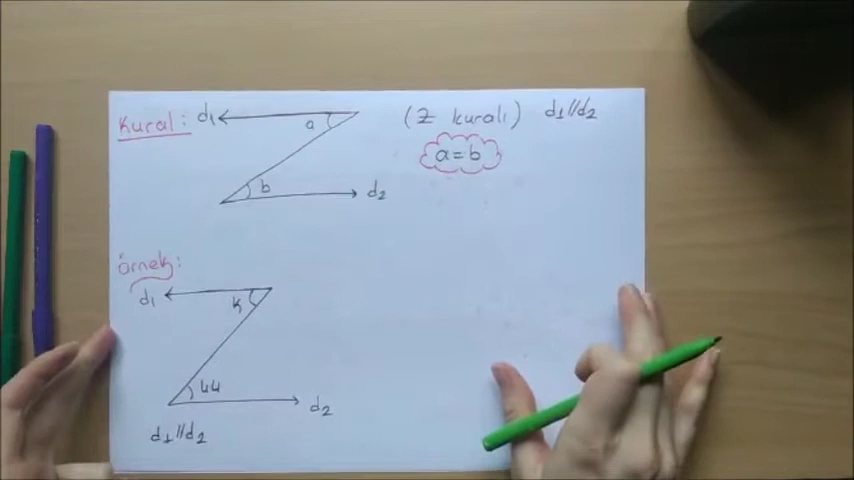 Kural: d1 a (Z kuralı) d1//d2
a=b
b d2
örnek:
d1 k
44
d2
d1//d2